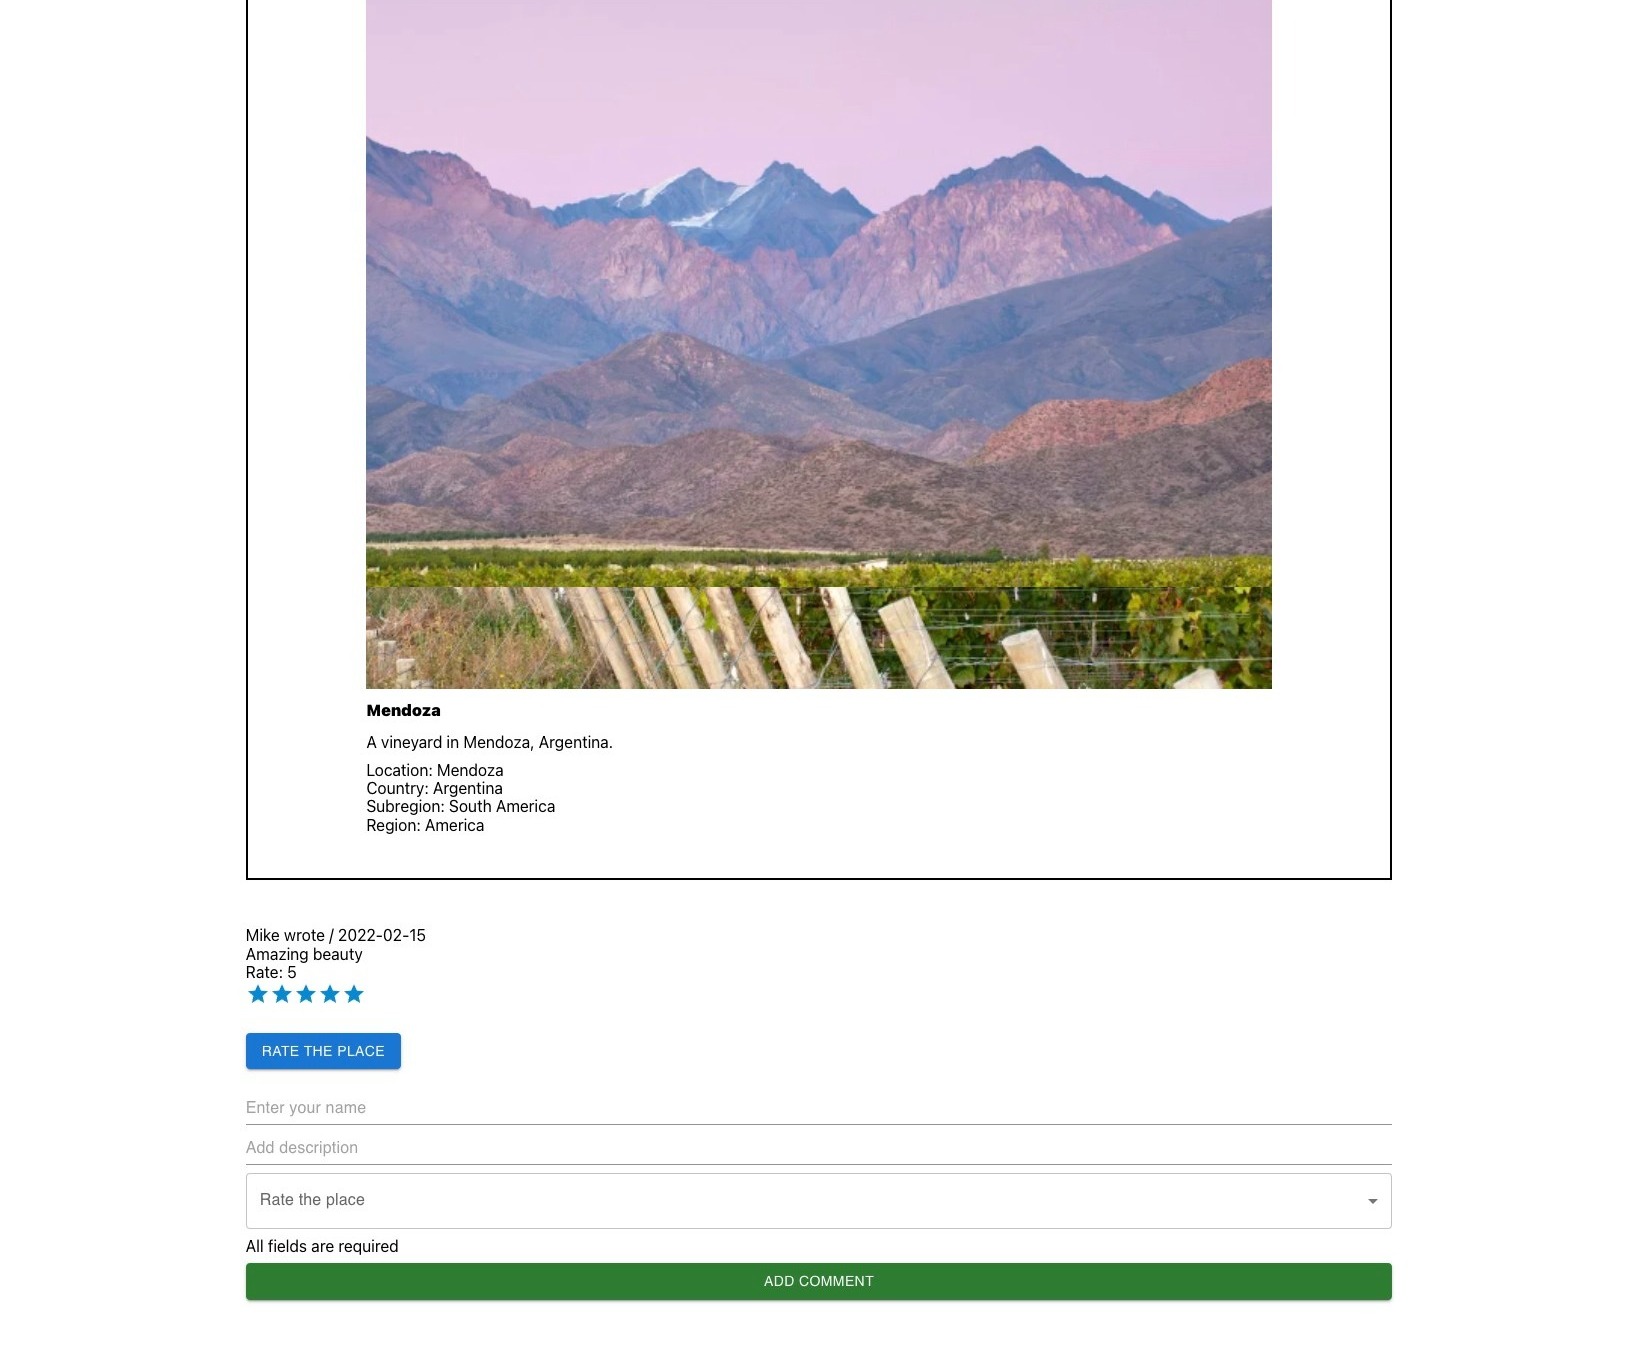 Mendoza
A vineyard in Mendoza, Argentina.
Location: Mendoza
Country: Argentina
Subregion: South America
Region: America
Mike wrote / 2022-02-15
Amazing beauty
Rate: 5
RATE THE PLACE
Enter your name
Add description
Rate the place
All fields are required
ADD COMMENT